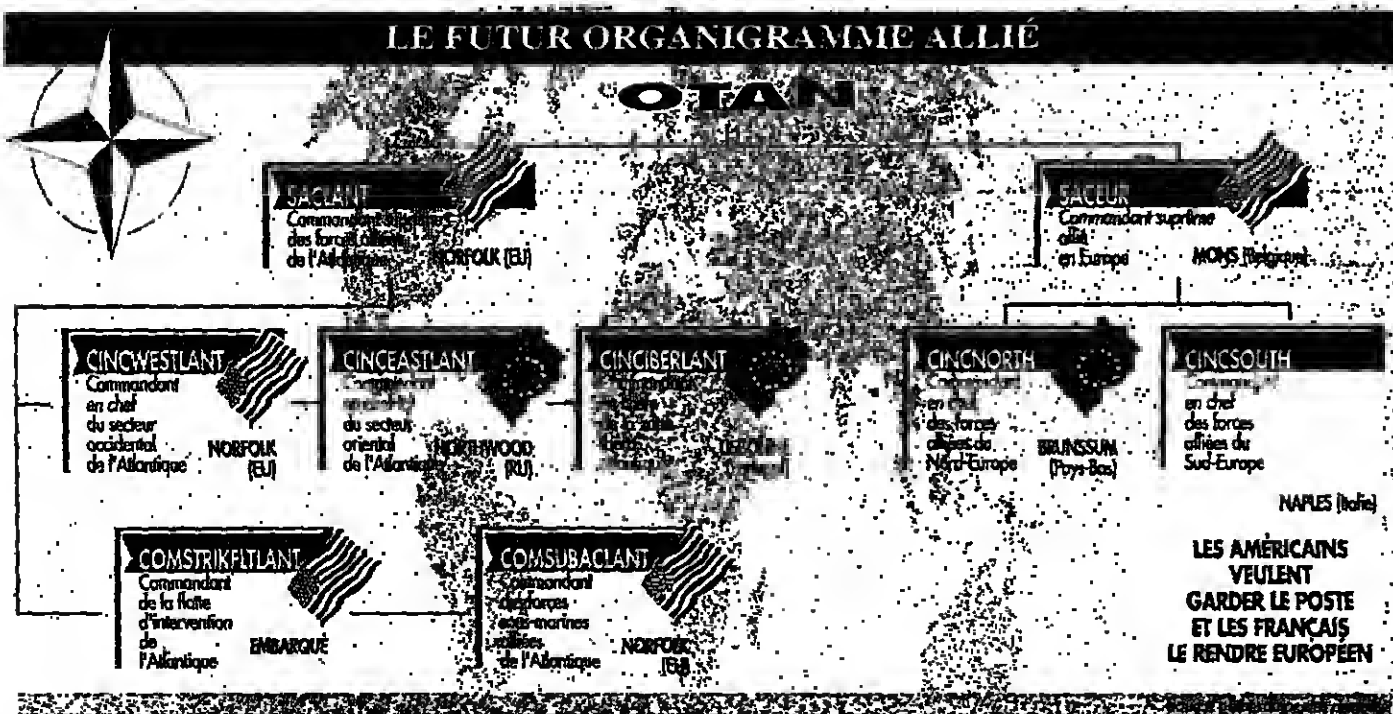 LE FUTUR ORGANIGRAMME ALLIÉ
OTAN
SACLANT
Commandant
des forces
de l'Atlantique
NORFOLK (EU)
SACEUR
Commandant suprême
allié
en Europe
MONS (Belgique)
CINCWESTLANT
Commandant
en chef
du secteur
occidental
de l'Atlantique
NORFOLK
(EU)
CINCEASTLANT
du secteur
oriental
de l'Atlantique
NORTHWOOD
(RU)
CINCIBERLANT
CINCNORTH
des forces
alliées du
Nord-Europe
BRUNSSUM
(Pays-Bas)
CINCSOUTH
en chef
des forces
alliées du
Sud-Europe
NAPLES (Italie)
LES AMÉRICAINS
VEULENT
GARDER LE POSTE
ET LES FRANÇAIS
LE RENDRE EUROPÉEN
COMSTRIKFLTLANT
Commandant
de la flotte
d'intervention
de
l'Atlantique
EMBARQUÉ
COMSUBACLANT
Commandant
des forces
sous-marines
alliées
de l'Atlantique
NORFOLK
(EU)